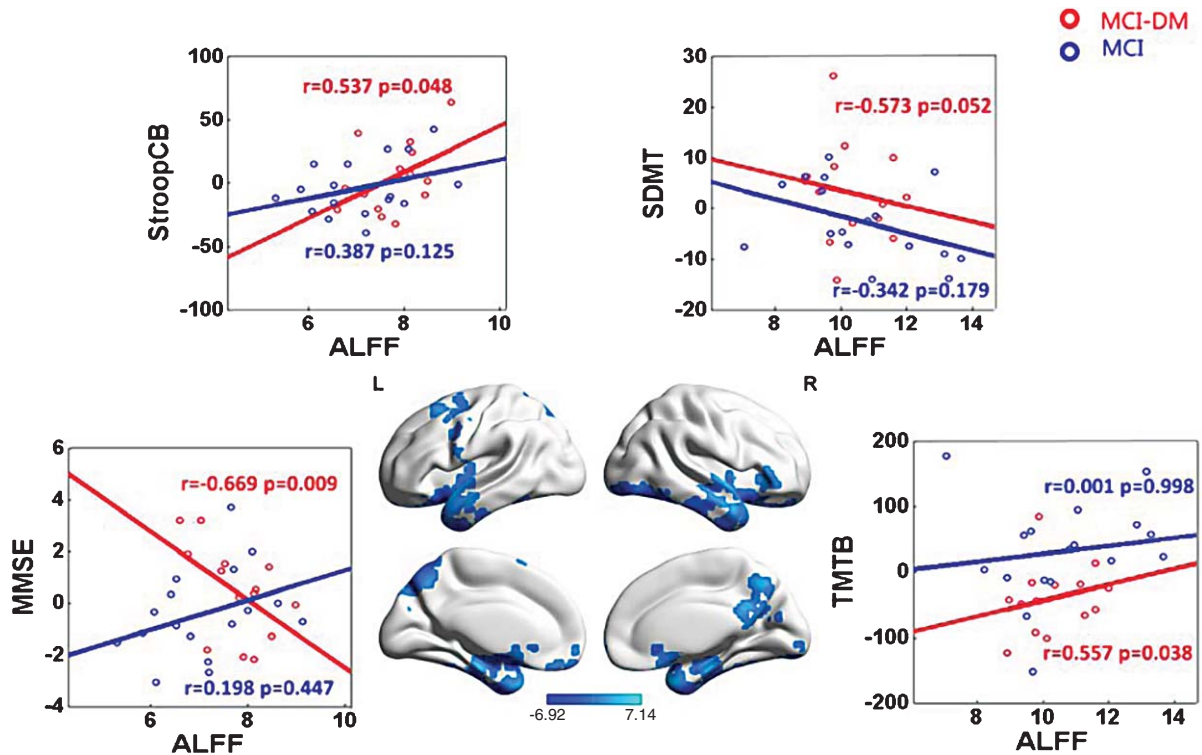 MCI-DM
MCI
100
50
0
-50
-100
StroopCB
r=0.537 p=0.048
r=0.387 p=0.125
6
8
10
ALFF
30
20
10
0
-10
-20
SDMT
r=-0.573 p=0.052
r=-0.342 p=0.179
8
10
12
14
ALFF
L
R
6
4
2
0
-2
-4
MMSE
r=-0.669 p=0.009
r=0.198 p=0.447
6
8
10
ALFF
-6.92
7.14
200
100
0
-100
-200
TMTB
r=0.001 p=0.998
r=0.557 p=0.038
8
10
12
14
ALFF